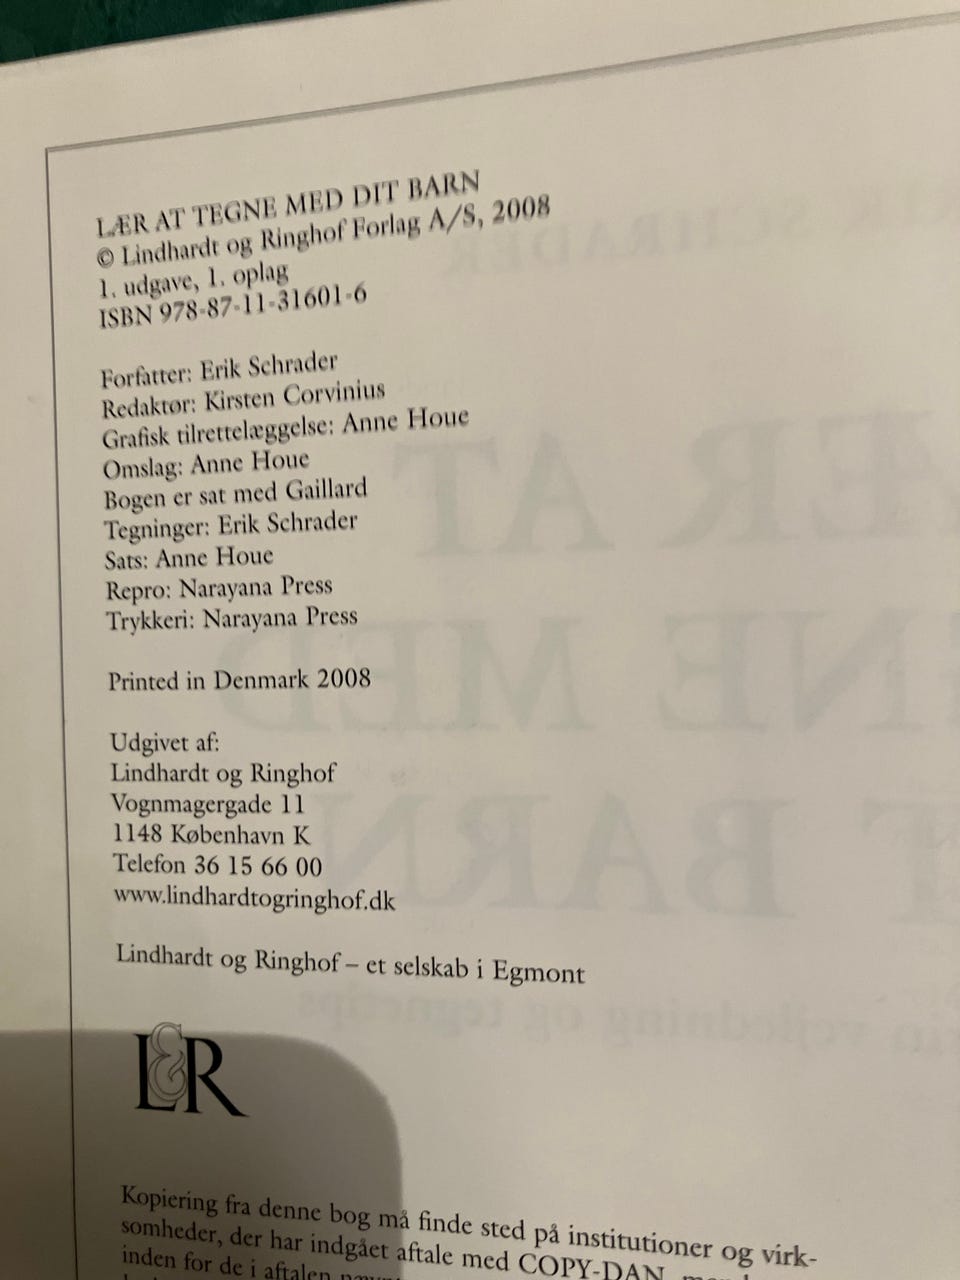 LÆR AT TEGNE MED DIT BARN
© Lindhardt og Ringhof Forlag A/S, 2008
1. udgave, 1. oplag
ISBN 978-87-11-31601-6
Forfatter: Erik Schrader
Redaktør: Kirsten Corvinius
Grafisk tilrettelæggelse: Anne Houe
Omslag: Anne Houe
Bogen er sat med Gaillard
Tegninger: Erik Schrader
Sats: Anne Houe
Repro: Narayana Press
Trykkeri: Narayana Press
Printed in Denmark 2008
Udgivet af:
Lindhardt og Ringhof
Vognmagergade 11
1148 København K
Telefon 36 15 66 00
www.lindhardtogringhof.dk
Lindhardt og Ringhof – et selskab i Egmont
L&R
Kopiering fra denne bog må finde sted på institutioner og virk-
somheder, der har indgået aftale med COPY-DAN,
inden for de i aftalen